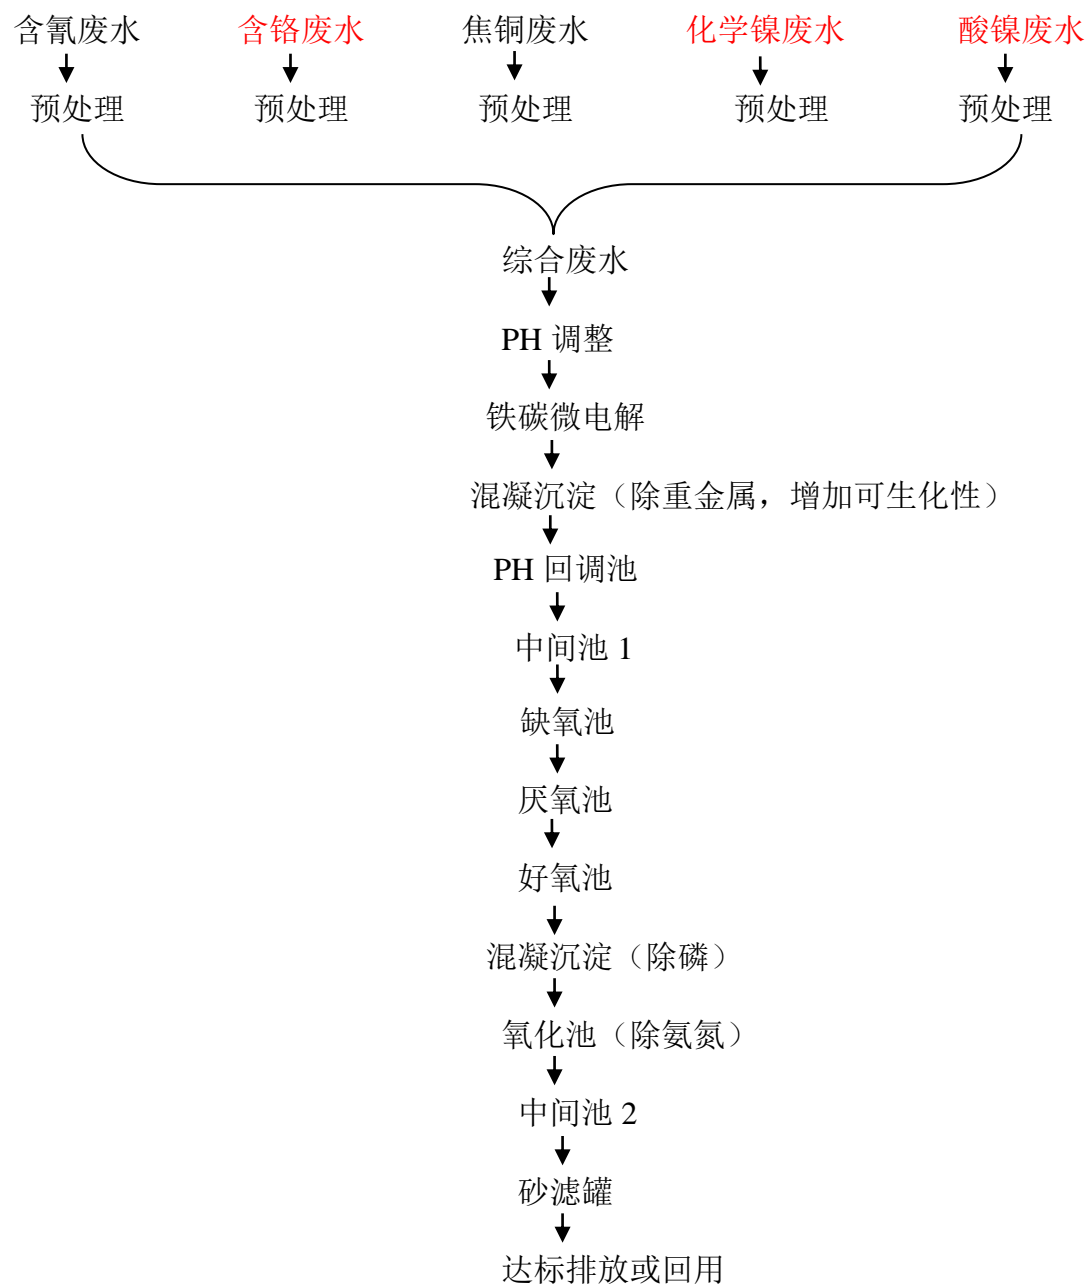 含氰废水 含铬废水 焦铜废水 化学镍废水 酸镍废水
预处理 预处理 预处理 预处理 预处理
综合废水
PH 调整
铁碳微电解
混凝沉淀（除重金属，增加可生化性）
PH 回调池
中间池 1
缺氧池
厌氧池
好氧池
混凝沉淀（除磷）
氧化池（除氨氮）
中间池 2
砂滤罐
达标排放或回用